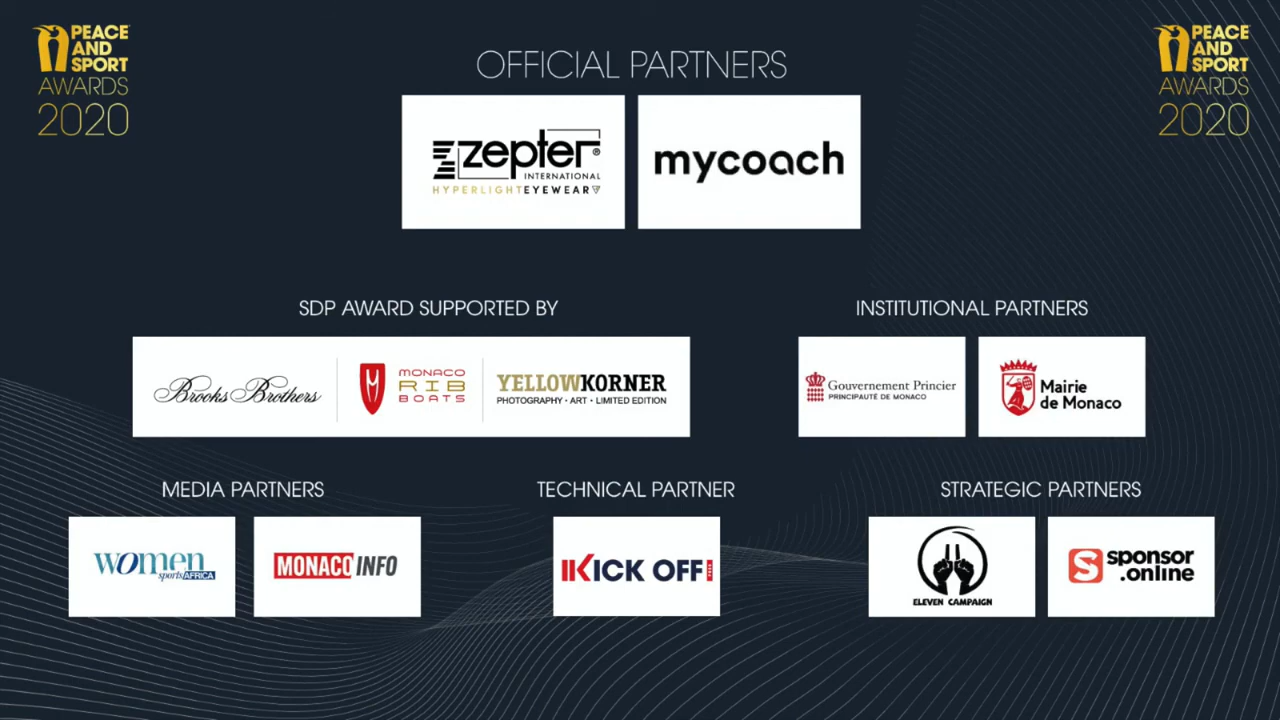 PEACE
AND
SPORT
AWARDS
2020
PEACE
AND
SPORT
AWARDS
2020
OFFICIAL PARTNERS
zepter®
INTERNATIONAL
HYPERLIGHTEYEWEAR
mycoach
SDP AWARD SUPPORTED BY
Brooks Brothers
MONACO
RIB
BOATS
YELLOWKORNER
PHOTOGRAPHY • ART • LIMITED EDITION
INSTITUTIONAL PARTNERS
Gouvernement Princier
PRINCIPAUTÉ DE MONACO
Mairie
de Monaco
MEDIA PARTNERS
women
sports AFRICA
MONACO INFO
TECHNICAL PARTNER
KICK OFF
STRATEGIC PARTNERS
ELEVEN CAMPAIGN
S sponsor
.online